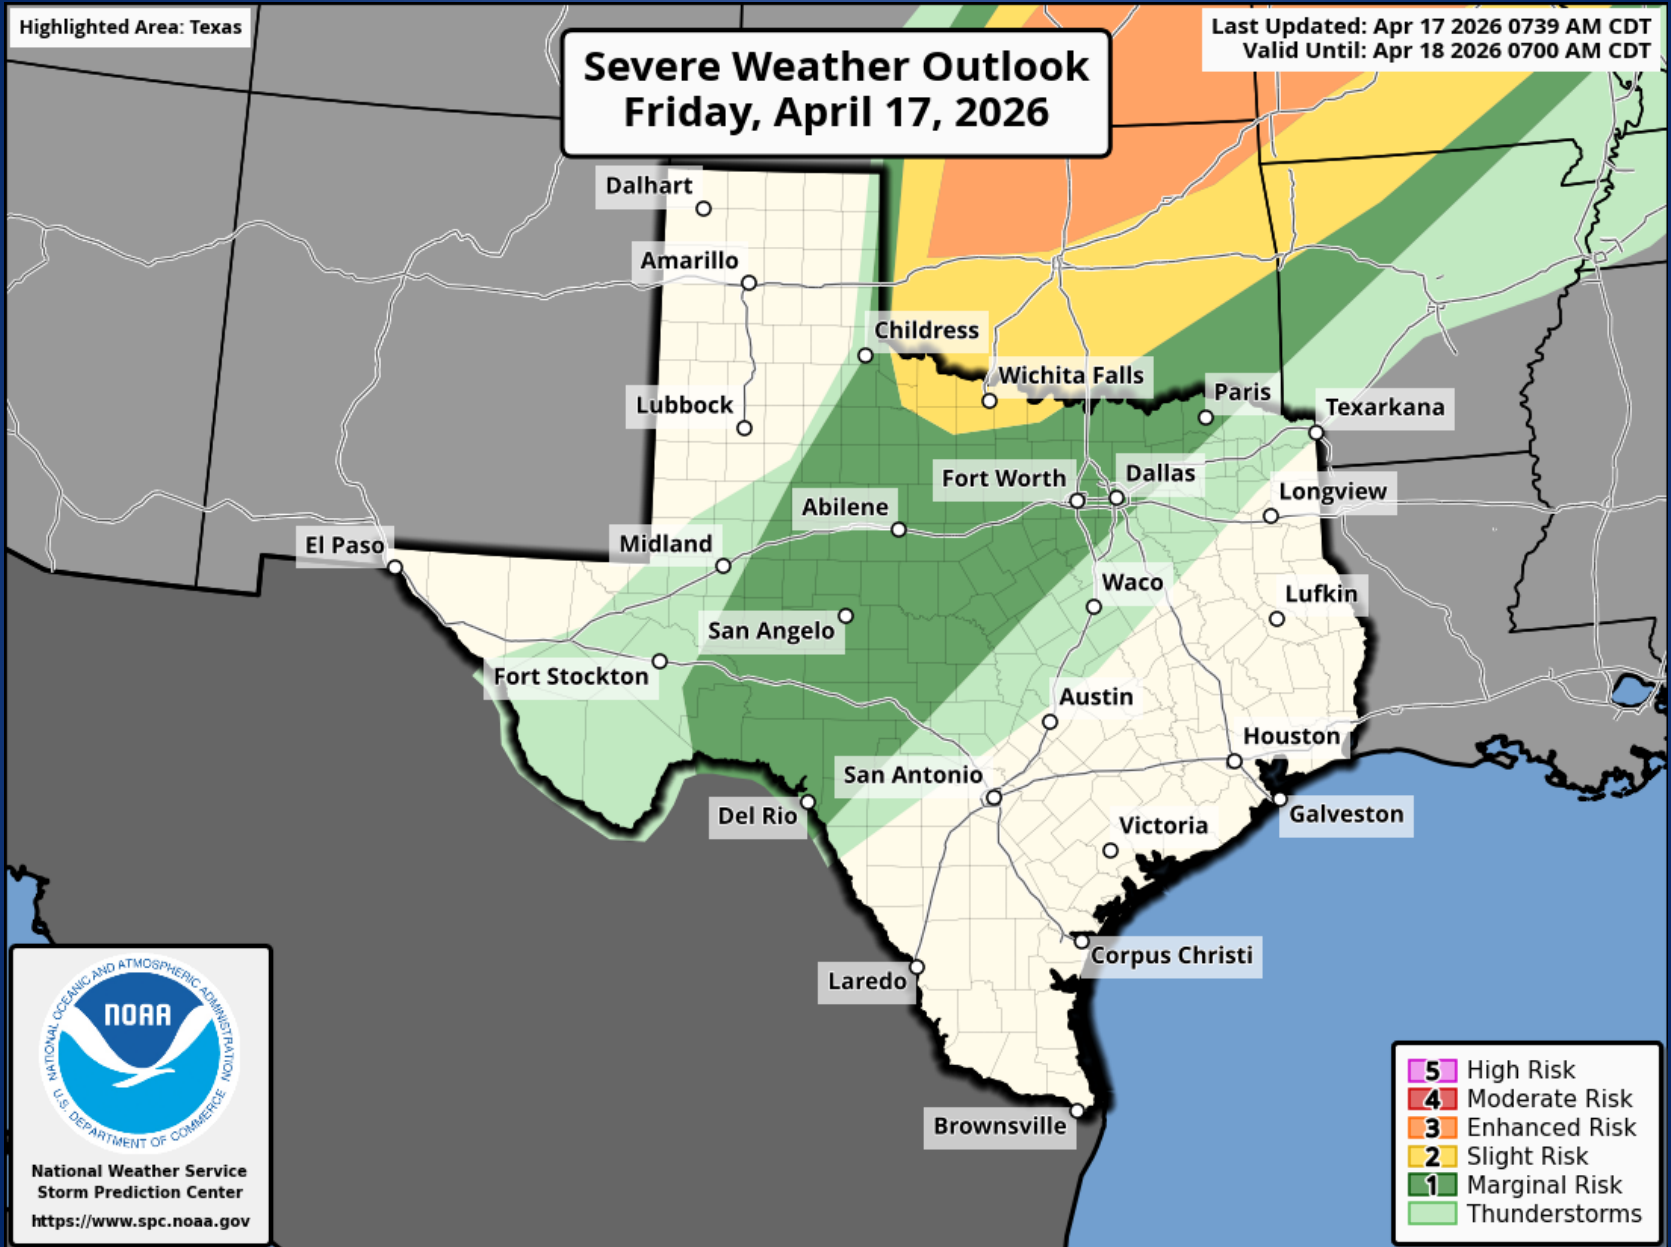 Highlighted Area: Texas
Severe Weather Outlook
Friday, April 17, 2026
Last Updated: Apr 17 2026 0739 AM CDT
Valid Until: Apr 18 2026 0700 AM CDT
Dalhart
Amarillo
Childress
Wichita Falls
Lubbock
Paris
Texarkana
Fort Worth
Dallas
Longview
Abilene
El Paso
Midland
Waco
Lufkin
San Angelo
Fort Stockton
Austin
Houston
San Antonio
Del Rio
Galveston
Victoria
Corpus Christi
Laredo
Brownsville
NATIONAL OCEANIC AND ATMOSPHERIC ADMINISTRATION
NOAA
U.S. DEPARTMENT OF COMMERCE
National Weather Service
Storm Prediction Center
https://www.spc.noaa.gov
5 High Risk
4 Moderate Risk
3 Enhanced Risk
2 Slight Risk
1 Marginal Risk
Thunderstorms